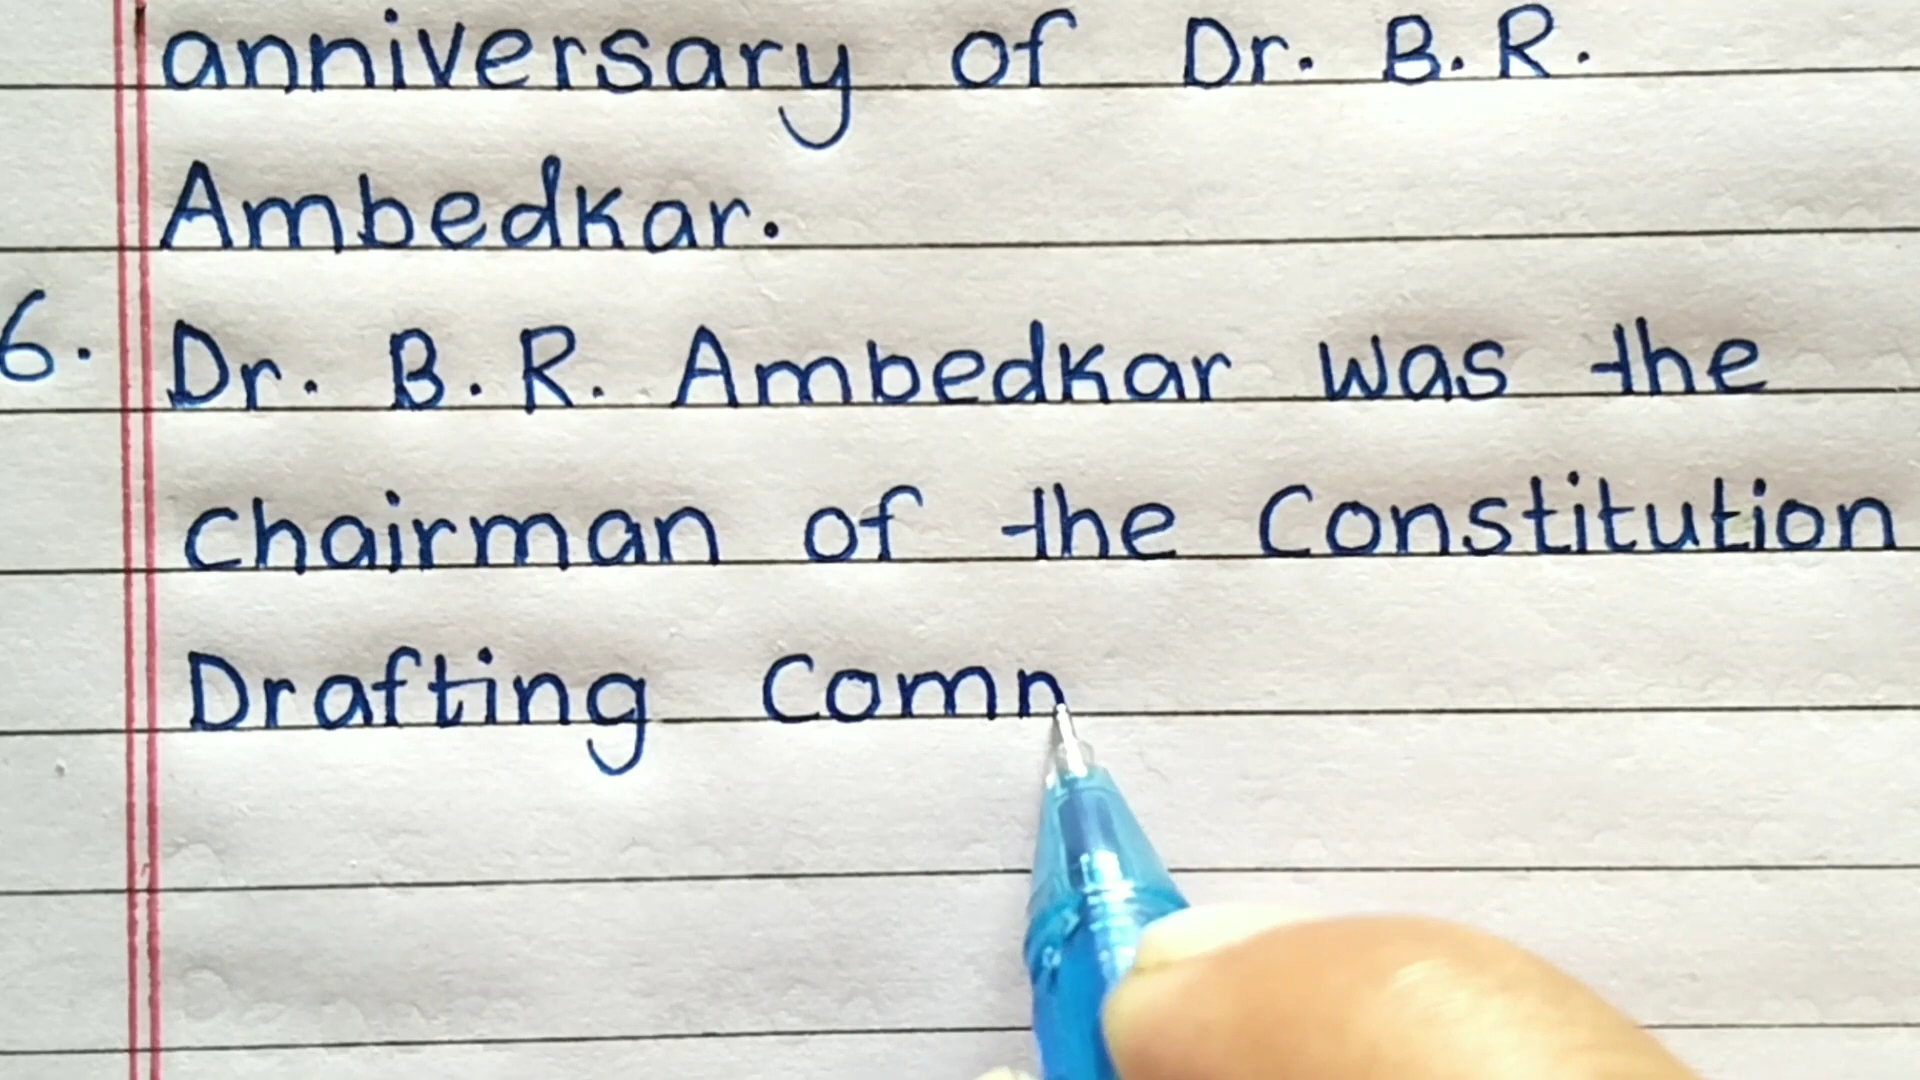 anniversary of Dr. B. R.
Ambedkar.
6. Dr. B. R. Ambedkar was the
chairman of the Constitution
Drafting Comn